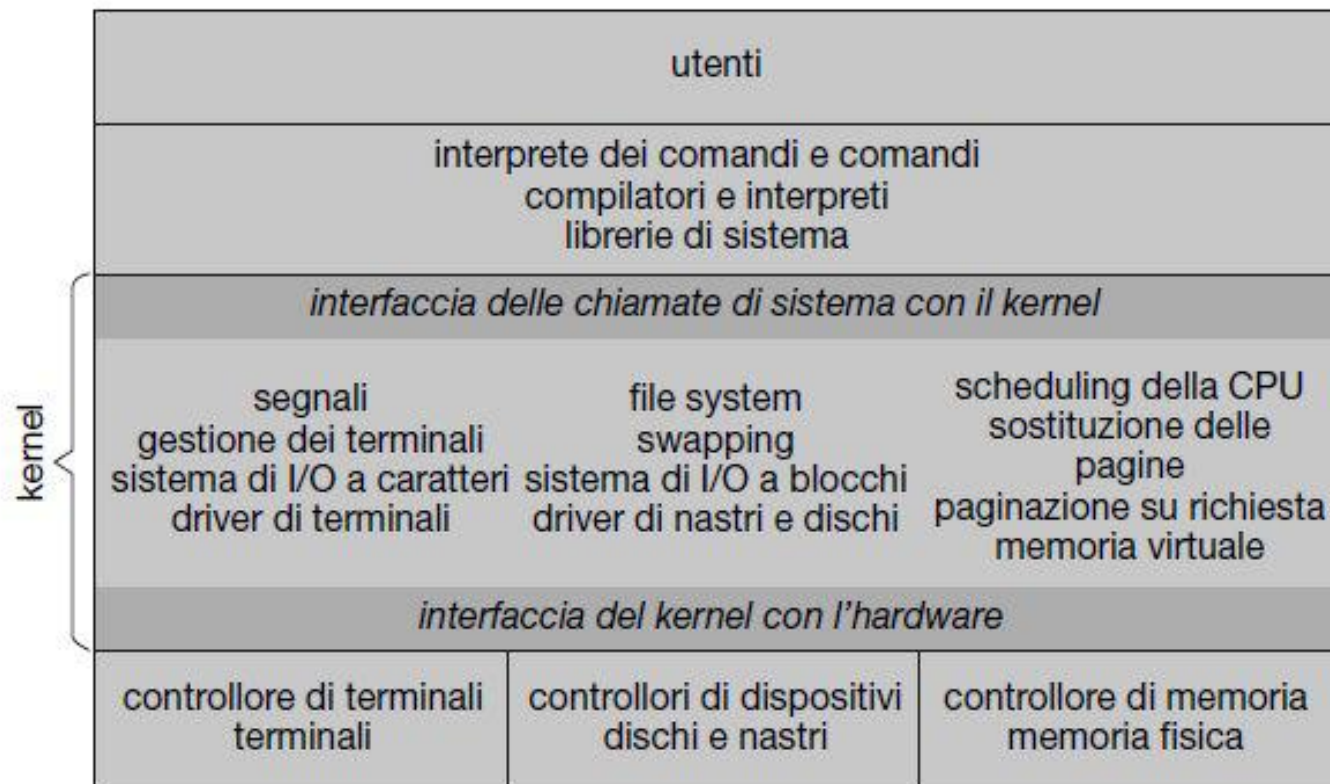 utenti
interprete dei comandi e comandi
compilatori e interpreti
librerie di sistema
kernel
interfaccia delle chiamate di sistema con il kernel
segnali
gestione dei terminali
sistema di I/O a caratteri
driver di terminali
file system
swapping
sistema di I/O a blocchi
driver di nastri e dischi
scheduling della CPU
sostituzione delle
pagine
paginazione su richiesta
memoria virtuale
interfaccia del kernel con l'hardware
controllore di terminali
terminali
controllori di dispositivi
dischi e nastri
controllore di memoria
memoria fisica